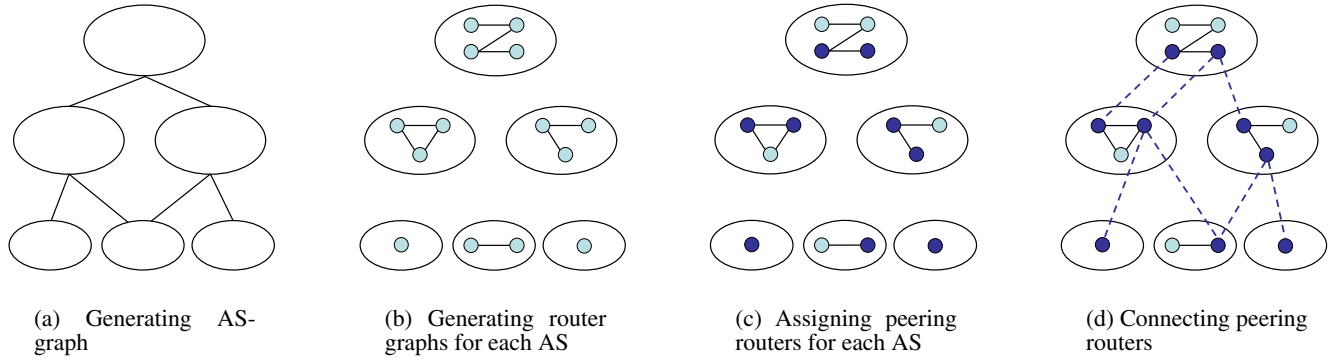 (a) Generating AS-
graph
(b) Generating router
graphs for each AS
(c) Assigning peering
routers for each AS
(d) Connecting peering
routers